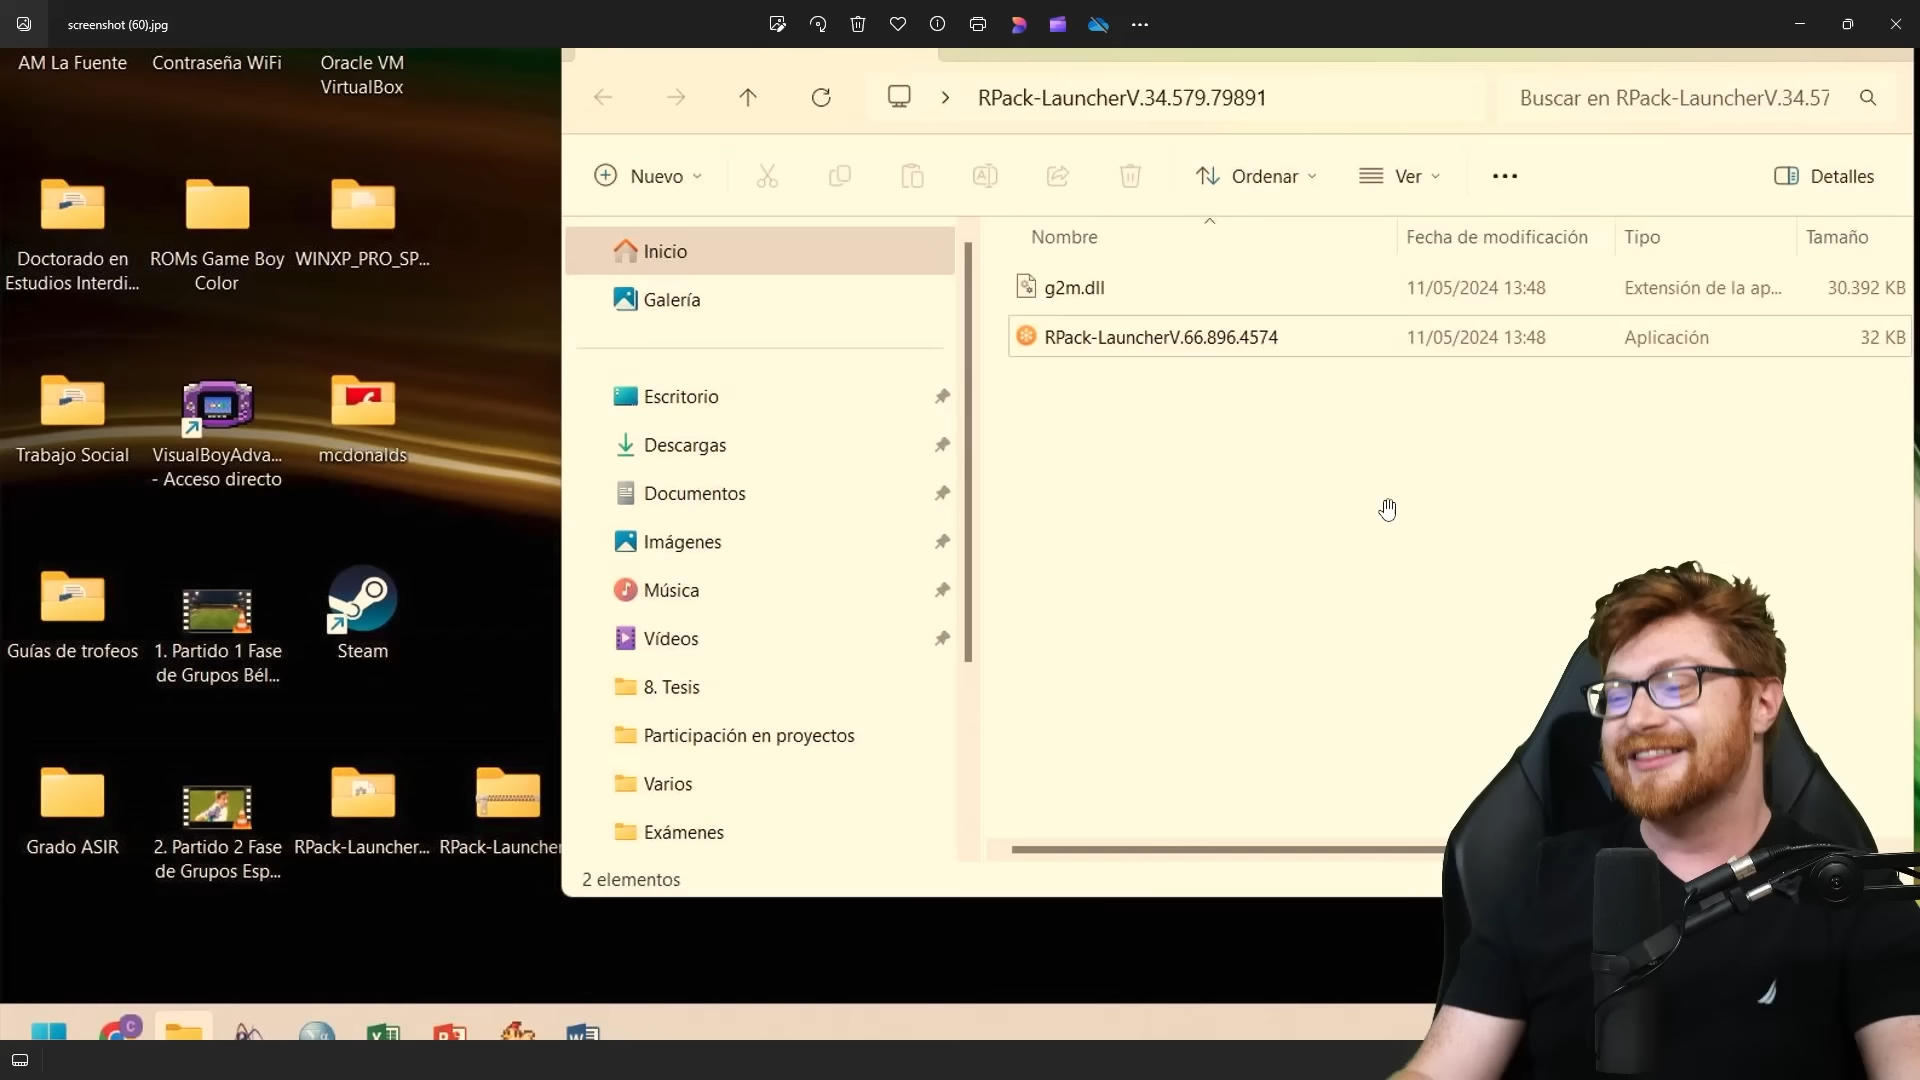 screenshot (60).jpg
AM La Fuente
Contraseña WiFi
Oracle VM
VirtualBox
Doctorado en
Estudios Interdi...
ROMs Game Boy
Color
WINXP_PRO_SP...
Trabajo Social
VisualBoyAdva...
- Acceso directo
mcdonalds
Guías de trofeos
1. Partido 1 Fase
de Grupos Bél...
Steam
Grado ASIR
2. Partido 2 Fase
de Grupos Esp...
RPack-Launcher...
RPack-Launcher
RPack-LauncherV.34.579.79891
Buscar en RPack-LauncherV.34.57
Nuevo
Ordenar
Ver
Detalles
Inicio
Galería
Escritorio
Descargas
Documentos
Imágenes
Música
Vídeos
8. Tesis
Participación en proyectos
Varios
Exámenes
Nombre
Fecha de modificación
Tipo
Tamaño
g2m.dll
11/05/2024 13:48
Extensión de la ap...
30.392 KB
RPack-LauncherV.66.896.4574
11/05/2024 13:48
Aplicación
32 KB
2 elementos